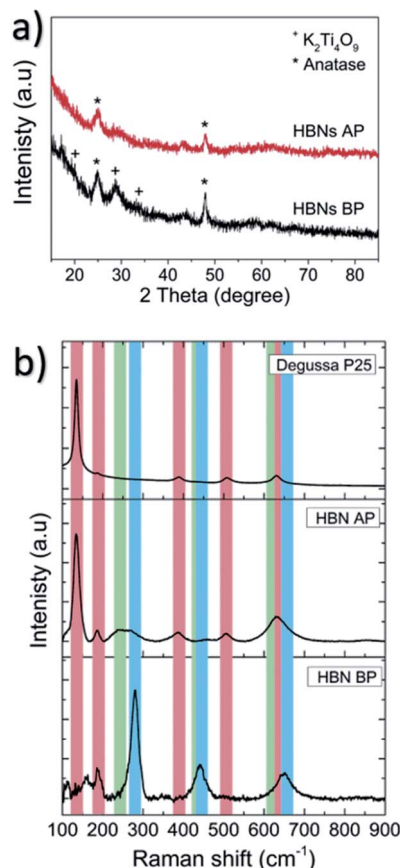 a)
Intenisty (a.u)
+ K₂Ti₄O₉
* Anatase
*
*
HBNs AP
+
*
+
+
*
HBNs BP
20 30 40 50 60 70 80
2 Theta (degree)
b)
Intenisty (a.u)
Degussa P25
HBN AP
HBN BP
100 200 300 400 500 600 700 800 900
Raman shift (cm⁻¹)